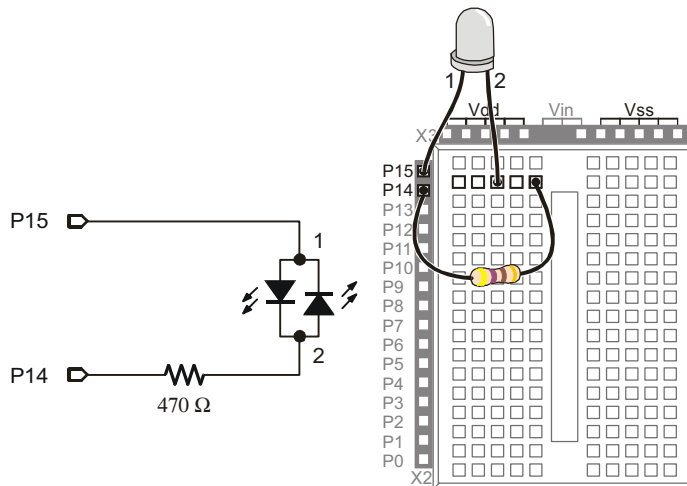 P15
1
2
P14
470 Ω
1 2
Vdd Vin Vss
X3
P15
P14
P13
P12
P11
P10
P9
P8
P7
P6
P5
P4
P3
P2
P1
P0
X2